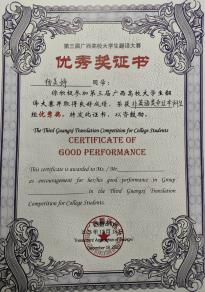 第三届广西高校大学生翻译大赛
优秀奖证书
同学：
你积极参加第三届广西高校大学生翻
译大赛并取得良好成绩，荣获
组优秀奖。特发此证书，以资鼓励。
The Third Guangxi Translation Competition for College Students
CERTIFICATE OF
GOOD PERFORMANCE
This certificate is awarded to Ms./Mr.
as encouragement for her/his good performance in Group
in the Third Guangxi Translation
Competition for College Students.